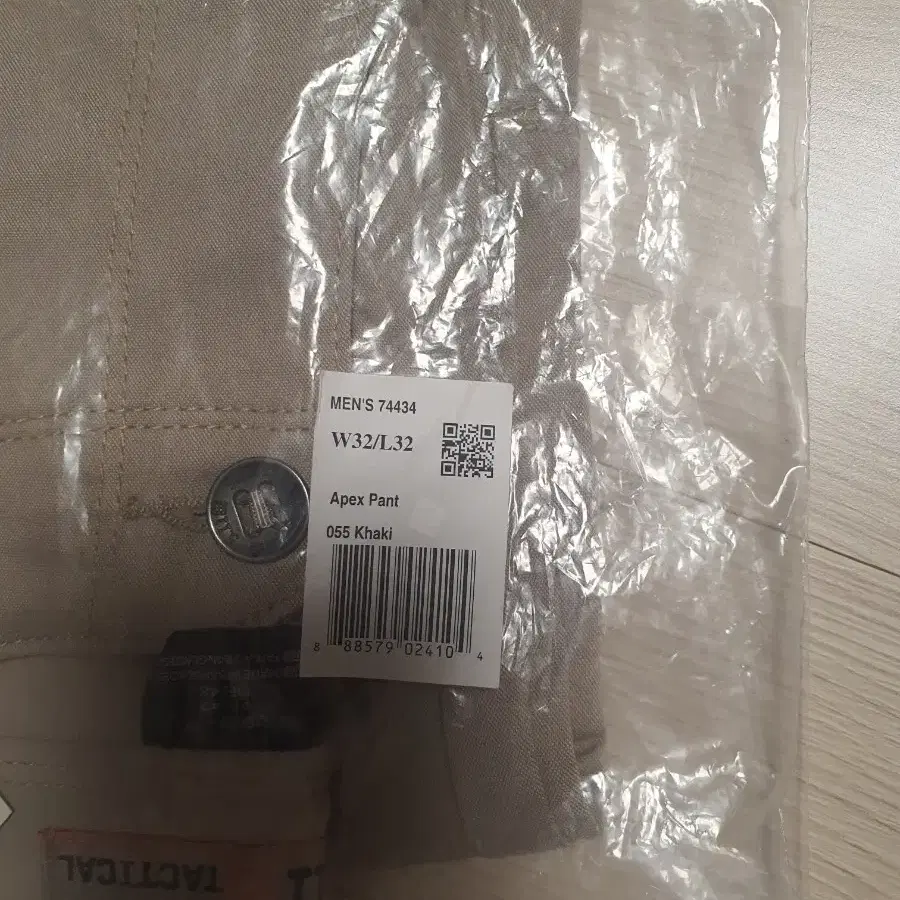 MEN'S 74434
W32/L32
Apex Pant
055 Khaki
8 88579 02410 4
TACTICAL